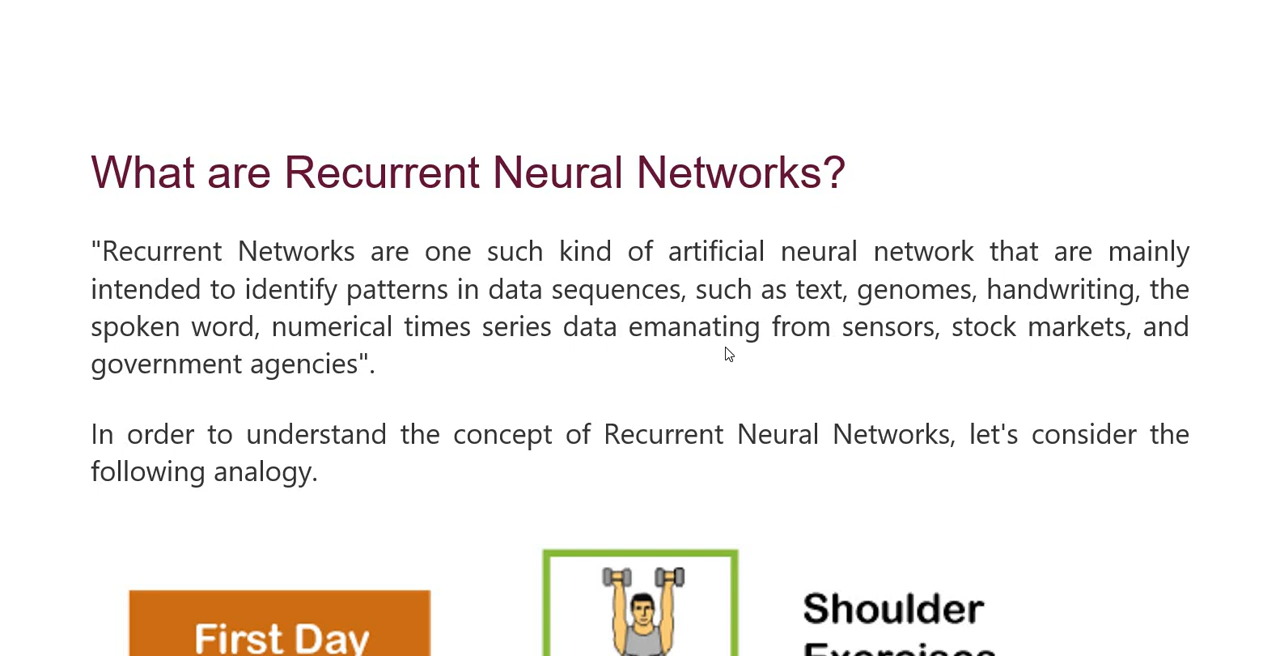 What are Recurrent Neural Networks?
"Recurrent Networks are one such kind of artificial neural network that are mainly
intended to identify patterns in data sequences, such as text, genomes, handwriting, the
spoken word, numerical times series data emanating from sensors, stock markets, and
government agencies".
In order to understand the concept of Recurrent Neural Networks, let's consider the
following analogy.
First Day
Shoulder
Exercises